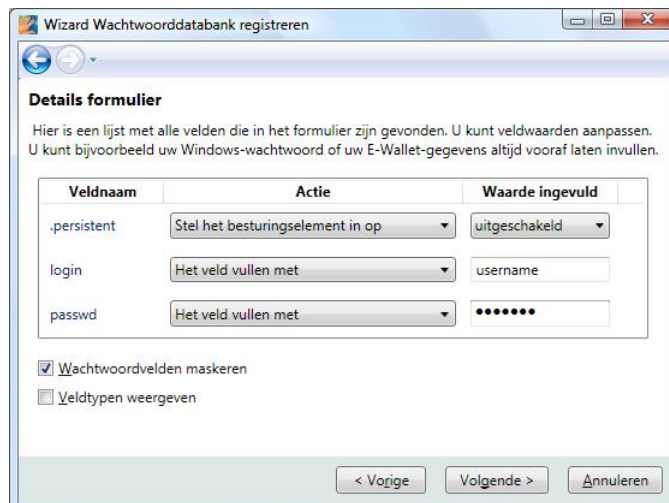 Wizard Wachtwoorddatabank registreren
Details formulier
Hier is een lijst met alle velden die in het formulier zijn gevonden. U kunt veldwaarden aanpassen.
U kunt bijvoorbeeld uw Windows-wachtwoord of uw E-Wallet-gegevens altijd vooraf laten invullen.
Veldnaam Actie Waarde ingevuld
.persistent Stel het besturingselement in op uitgeschakeld
login Het veld vullen met username
passwd Het veld vullen met •••••••
Wachtwoordvelden maskeren
Veldtypen weergeven
< Vorige Volgende > Annuleren